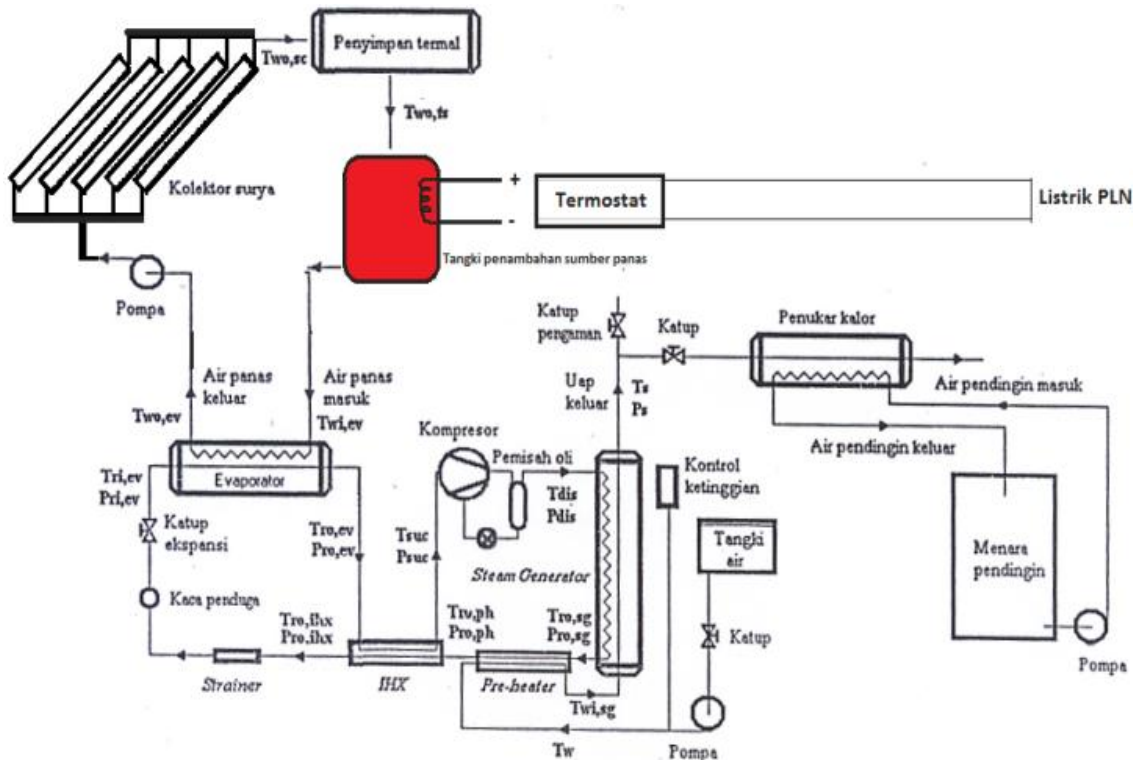 Two,sc
Penyimpan termal
Two,ts
Kolektor surya
+
-
Termostat
Listrik PLN
Tangki penambahan sumber panas
Pompa
Katup
pengaman
Katup
Penukar kalor
Air panas
keluar
Air panas
masuk
Two,ev
Twi,ev
Uap
keluar
Ts
Ps
Air pendingin masuk
Air pendingin keluar
Kompresor
Pemisah oli
Evaporator
Tri,ev
Pri,ev
Katup
ekspansi
Tro,ev
Pro,ev
Tsuc
Psuc
Tdis
Pdis
Kontrol
ketinggian
Tangki
air
Menara
pendingin
Steam Generator
Kaca penduga
Tro,ihx
Pro,ihx
Tro,ph
Pro,ph
Tro,sg
Pro,sg
Katup
Strainer
IHX
Pre-heater
Twi,sg
Tw
Pompa
Pompa